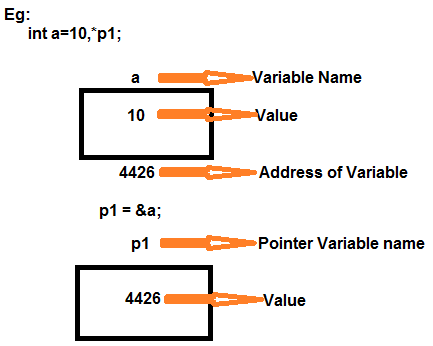 Eg:
int a=10,*p1;
a Variable Name
10 Value
4426 Address of Variable
p1 = &a;
p1 Pointer Variable name
4426 Value